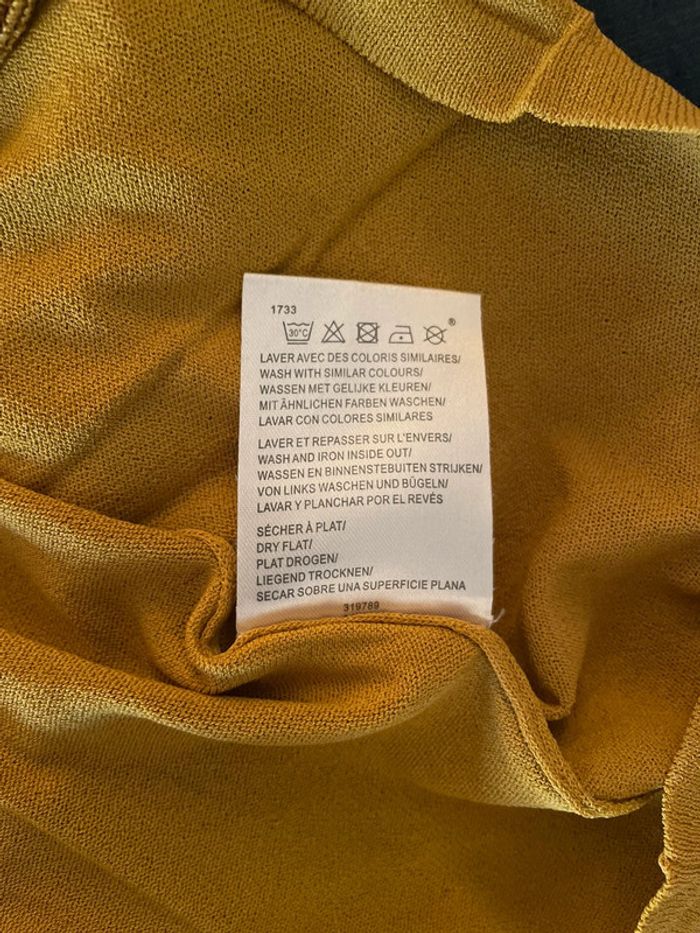 1733
30°C
®
LAVER AVEC DES COLORIS SIMILAIRES/
WASH WITH SIMILAR COLOURS/
WASSEN MET GELIJKE KLEUREN/
MIT ÄHNLICHEN FARBEN WASCHEN/
LAVAR CON COLORES SIMILARES
LAVER ET REPASSER SUR L'ENVERS/
WASH AND IRON INSIDE OUT/
WASSEN EN BINNENSTEBUITEN STRIJKEN/
VON LINKS WASCHEN UND BÜGELN/
LAVAR Y PLANCHAR POR EL REVÉS
SÉCHER À PLAT/
DRY FLAT/
PLAT DROGEN/
LIEGEND TROCKNEN/
SECAR SOBRE UNA SUPERFICIE PLANA
319789